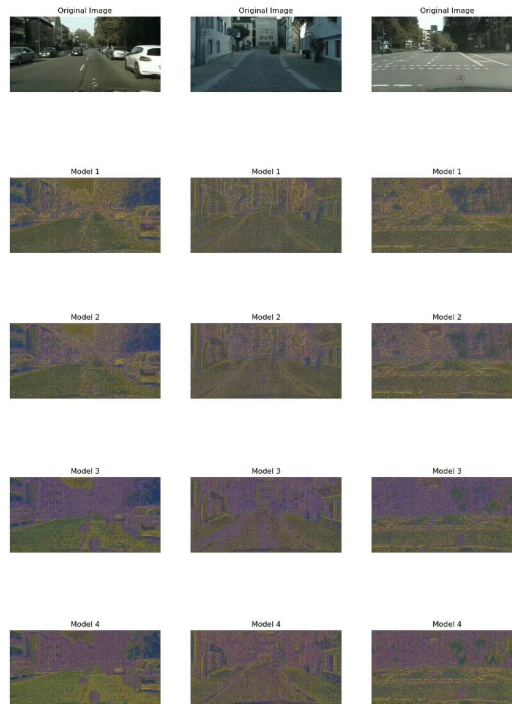 Original Image Original Image Original Image
Model 1 Model 1 Model 1
Model 2 Model 2 Model 2
Model 3 Model 3 Model 3
Model 4 Model 4 Model 4